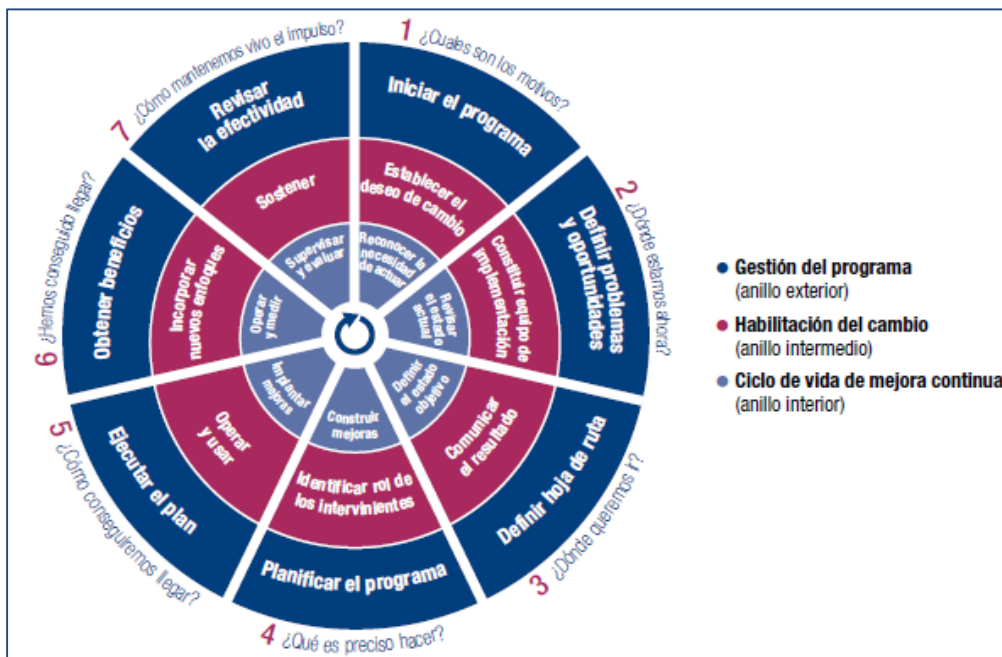 1 ¿Cuales son los motivos?
Iniciar el programa
Establecer el
deseo de cambio
Reconocer la
necesidad
de actuar
2 ¿Dónde estamos ahora?
Definir problemas
y oportunidades
Constituir equipo de
implementación
Revisar
el estado
actual
3 ¿Dónde queremos ir?
Definir hoja de ruta
Comunicar
el resultado
Definir
el estado
objetivo
4 ¿Qué es preciso hacer?
Planificar el programa
Identificar rol de
los intervinientes
Construir
mejoras
5 ¿Cómo conseguiremos llegar?
Ejecutar el plan
Operar
y usar
Implantar
mejoras
6 ¿Hemos conseguido llegar?
Obtener beneficios
Incorporar
nuevos enfoques
Operar
y medir
7 ¿Cómo mantenemos vivo el impulso?
Revisar
la efectividad
Sostener
Supervisar
y evaluar
Gestión del programa
(anillo exterior)
Habilitación del cambio
(anillo intermedio)
Ciclo de vida de mejora continua
(anillo interior)